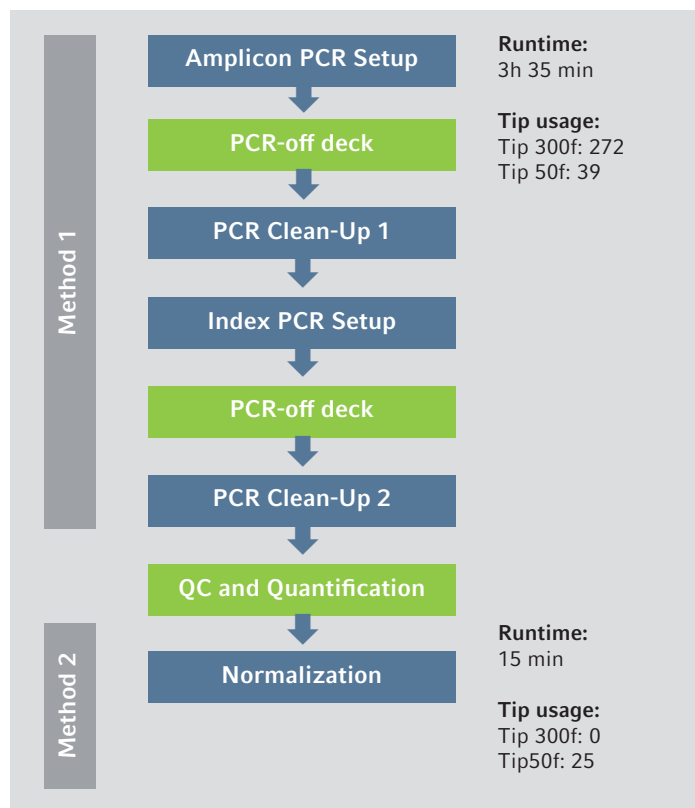 Method 1
Amplicon PCR Setup
PCR-off deck
PCR Clean-Up 1
Index PCR Setup
PCR-off deck
PCR Clean-Up 2
QC and Quantification
Runtime:
3h 35 min
Tip usage:
Tip 300f: 272
Tip 50f: 39
Method 2
Normalization
Runtime:
15 min
Tip usage:
Tip 300f: 0
Tip50f: 25